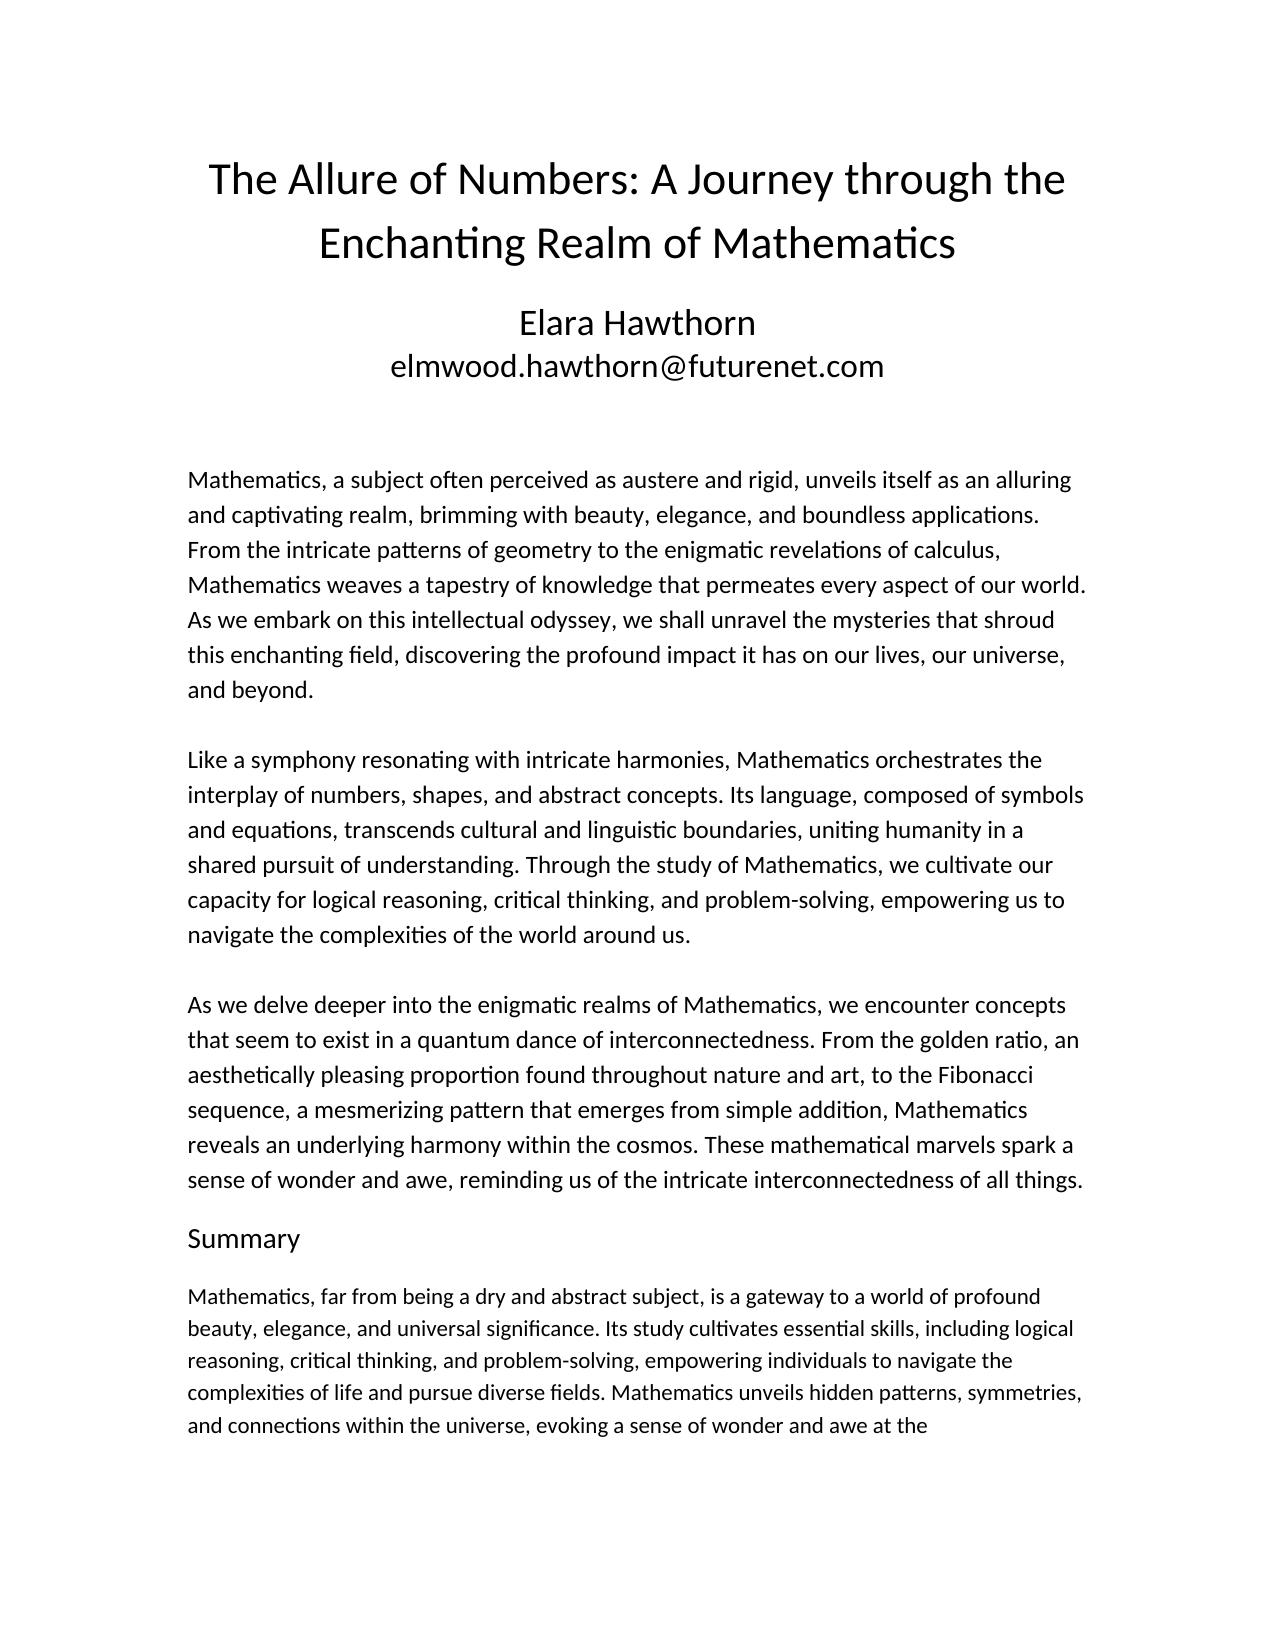 The Allure of Numbers: A Journey through the
Enchanting Realm of Mathematics
Elara Hawthorn
elmwood.hawthorn@futurenet.com
Mathematics, a subject often perceived as austere and rigid, unveils itself as an alluring
and captivating realm, brimming with beauty, elegance, and boundless applications.
From the intricate patterns of geometry to the enigmatic revelations of calculus,
Mathematics weaves a tapestry of knowledge that permeates every aspect of our world.
As we embark on this intellectual odyssey, we shall unravel the mysteries that shroud
this enchanting field, discovering the profound impact it has on our lives, our universe,
and beyond.
Like a symphony resonating with intricate harmonies, Mathematics orchestrates the
interplay of numbers, shapes, and abstract concepts. Its language, composed of symbols
and equations, transcends cultural and linguistic boundaries, uniting humanity in a
shared pursuit of understanding. Through the study of Mathematics, we cultivate our
capacity for logical reasoning, critical thinking, and problem-solving, empowering us to
navigate the complexities of the world around us.
As we delve deeper into the enigmatic realms of Mathematics, we encounter concepts
that seem to exist in a quantum dance of interconnectedness. From the golden ratio, an
aesthetically pleasing proportion found throughout nature and art, to the Fibonacci
sequence, a mesmerizing pattern that emerges from simple addition, Mathematics
reveals an underlying harmony within the cosmos. These mathematical marvels spark a
sense of wonder and awe, reminding us of the intricate interconnectedness of all things.
Summary
Mathematics, far from being a dry and abstract subject, is a gateway to a world of profound
beauty, elegance, and universal significance. Its study cultivates essential skills, including logical
reasoning, critical thinking, and problem-solving, empowering individuals to navigate the
complexities of life and pursue diverse fields. Mathematics unveils hidden patterns, symmetries,
and connections within the universe, evoking a sense of wonder and awe at the